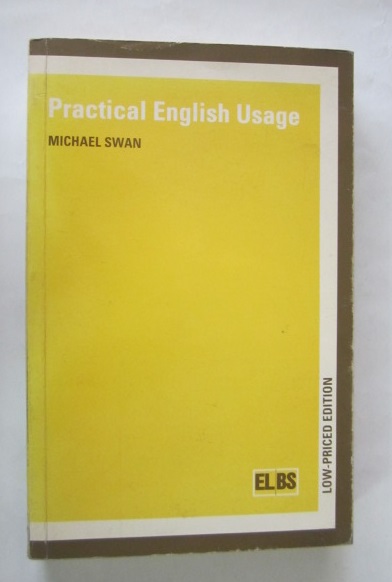 Practical English Usage
MICHAEL SWAN
LOW-PRICED EDITION
ELBS